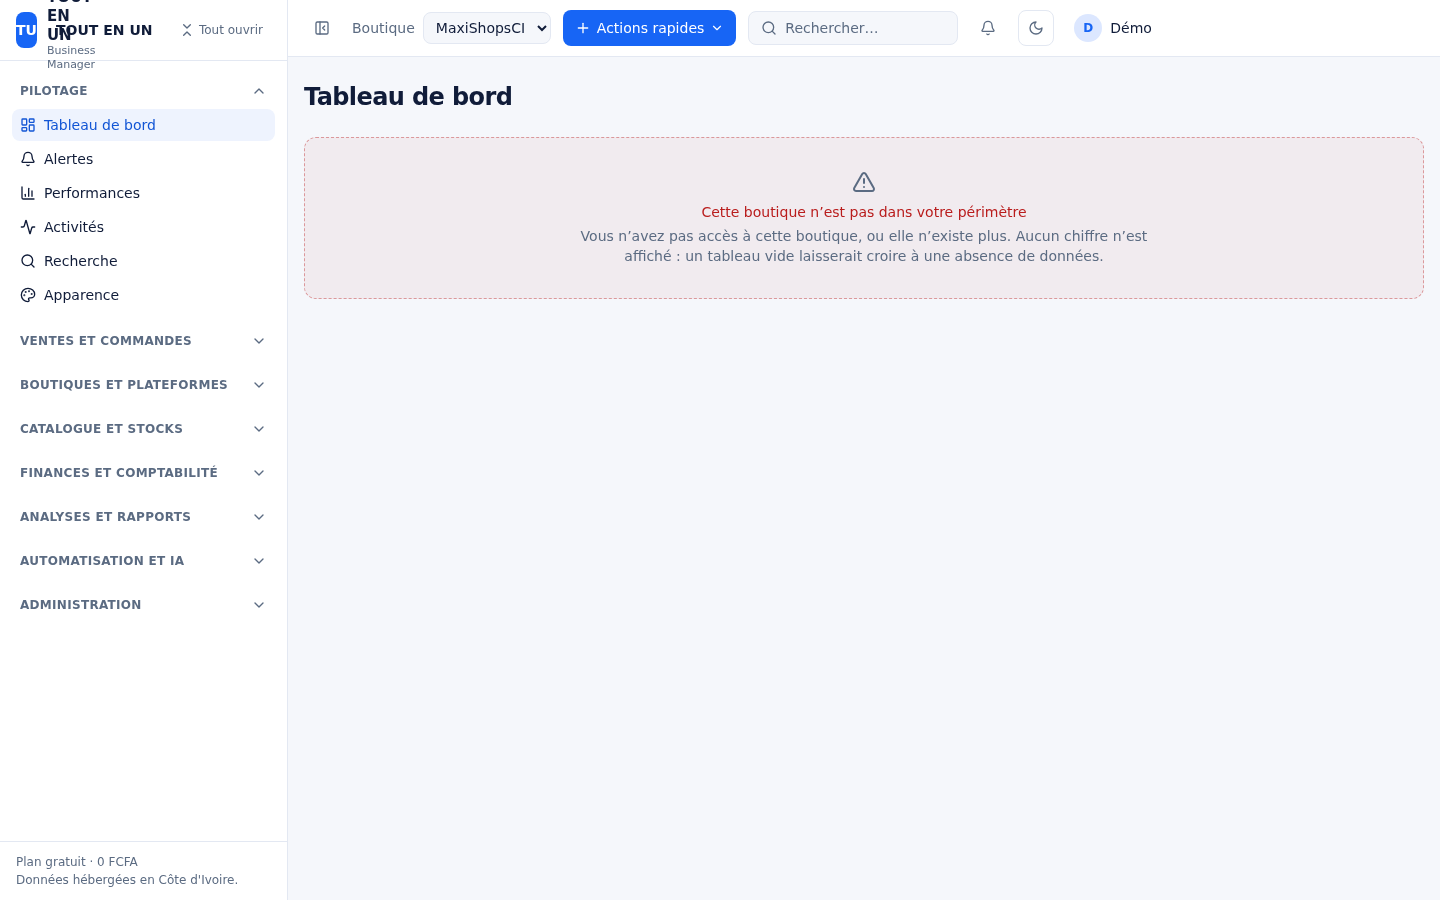 TU
TOUT
EN
UN
TOUT EN UN
Business
Manager
Tout ouvrir
Boutique
MaxiShopsCI
Actions rapides
Rechercher…
D
Démo
PILOTAGE
Tableau de bord
Alertes
Performances
Activités
Recherche
Apparence
VENTES ET COMMANDES
BOUTIQUES ET PLATEFORMES
CATALOGUE ET STOCKS
FINANCES ET COMPTABILITÉ
ANALYSES ET RAPPORTS
AUTOMATISATION ET IA
ADMINISTRATION
Plan gratuit · 0 FCFA
Données hébergées en Côte d'Ivoire.
Tableau de bord
Cette boutique n’est pas dans votre périmètre
Vous n’avez pas accès à cette boutique, ou elle n’existe plus. Aucun chiffre n’est
affiché : un tableau vide laisserait croire à une absence de données.